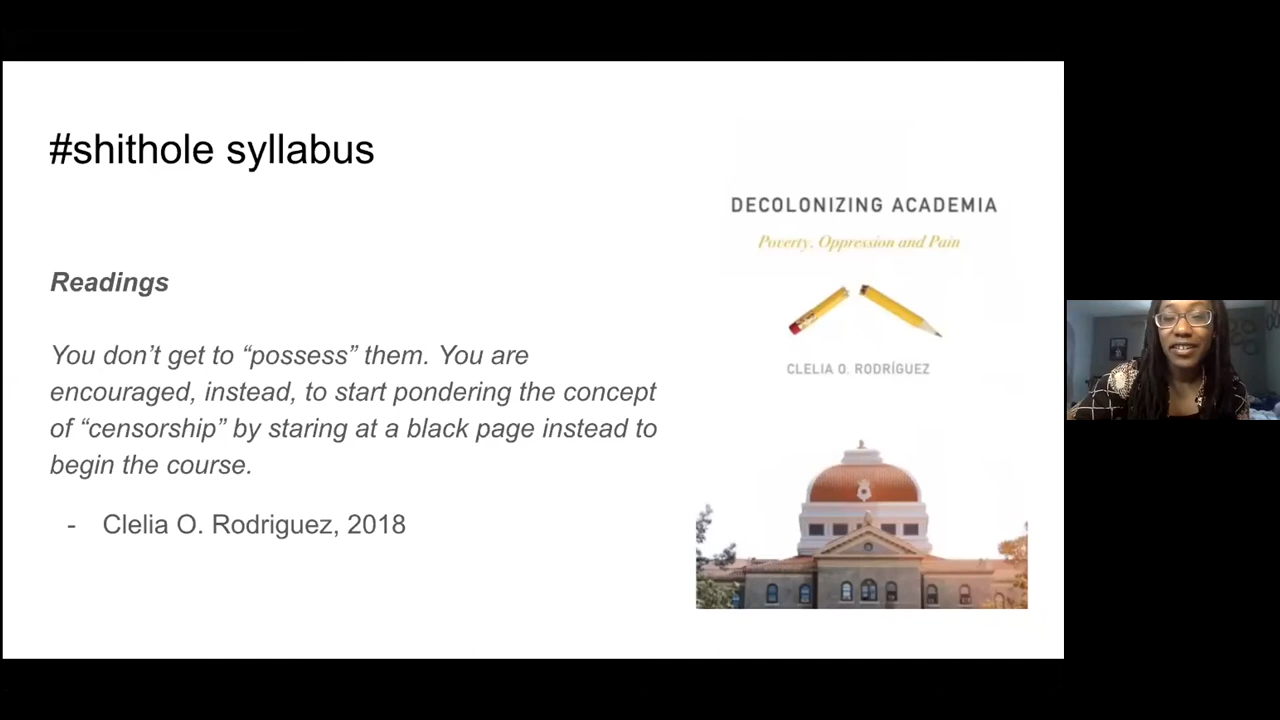 #shithole syllabus
Readings
You don’t get to “possess” them. You are
encouraged, instead, to start pondering the concept
of “censorship” by staring at a black page instead to
begin the course.
- Clelia O. Rodriguez, 2018
DECOLONIZING ACADEMIA
Poverty, Oppression and Pain
CLELIA O. RODRÍGUEZ